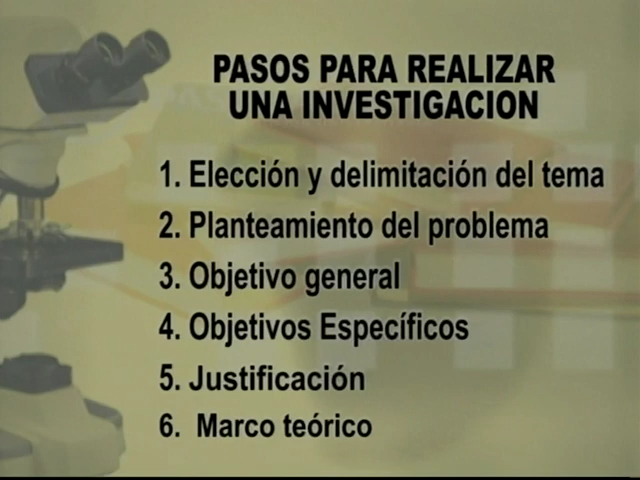 PASOS PARA REALIZAR
UNA INVESTIGACION
1. Elección y delimitación del tema
2. Planteamiento del problema
3. Objetivo general
4. Objetivos Específicos
5. Justificación
6. Marco teórico